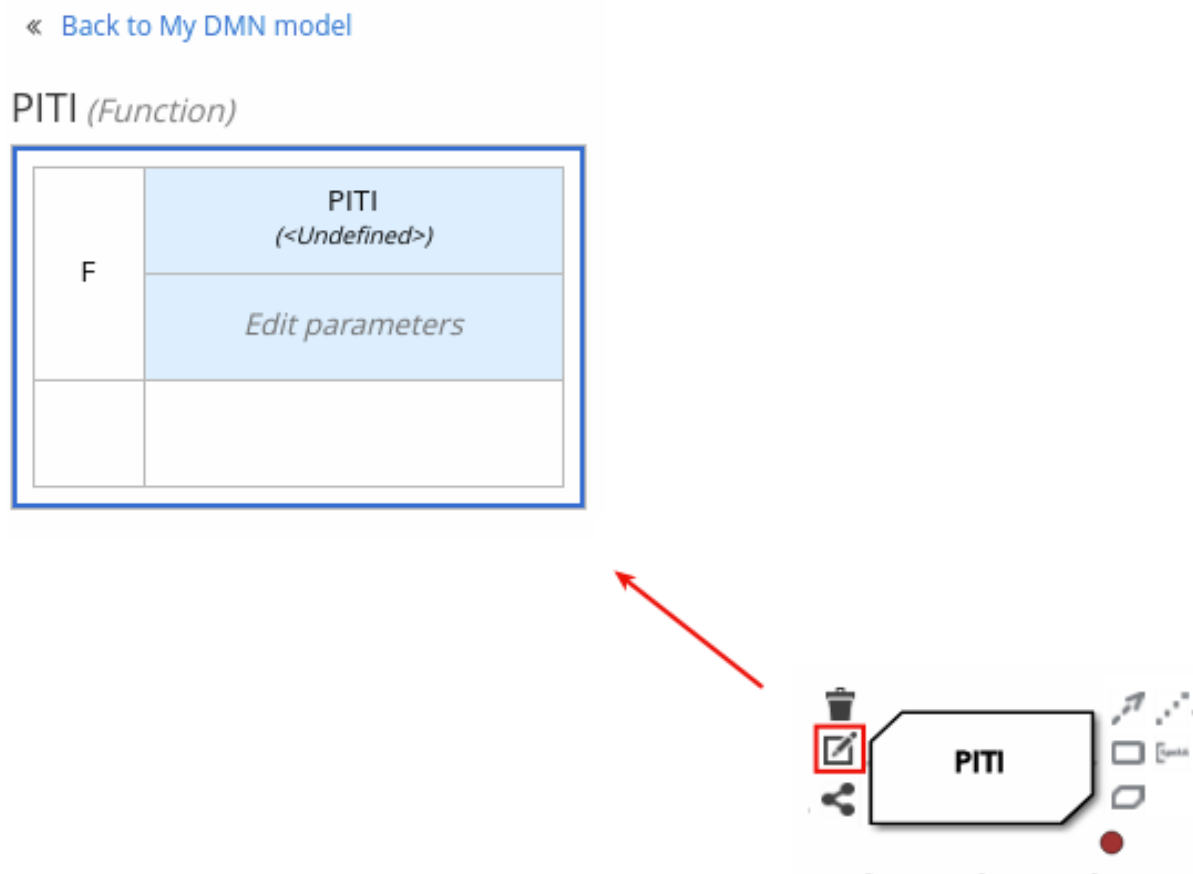 « Back to My DMN model
PITI (Function)
PITI
(<Undefined>)
F
Edit parameters
PITI